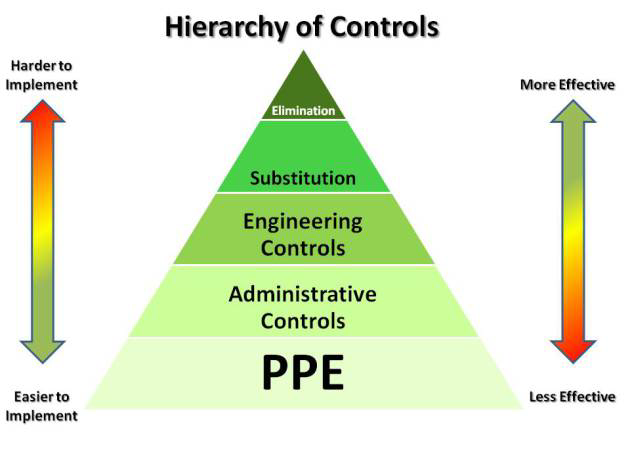 Hierarchy of Controls
Harder to
Implement
More Effective
Elimination
Substitution
Engineering
Controls
Administrative
Controls
PPE
Easier to
Implement
Less Effective